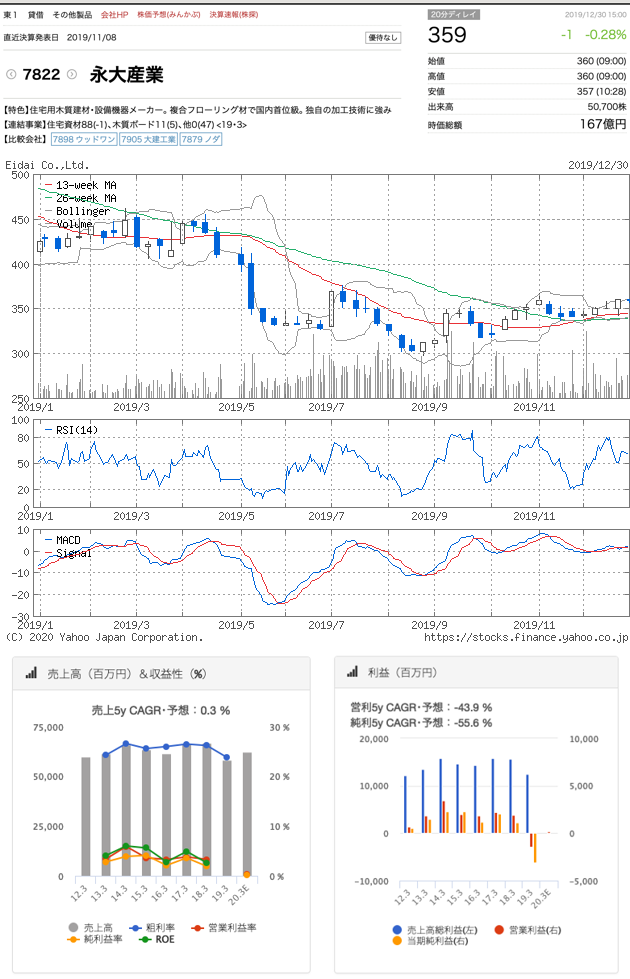 東1 貸借 その他製品 会社HP 株価予想(みんかぶ) 決算速報(株探)
直近決算発表日 2019/11/08 優待なし
7822 永大産業
【特色】住宅用木質建材・設備機器メーカー。複合フローリング材で国内首位級。独自の加工技術に強み
【連結事業】住宅資材88(-1)、木質ボード11(5)、他0(47) <19・3>
【比較会社】 7898 ウッドワン 7905 大建工業 7879 ノダ
20分ディレイ 2019/12/30 15:00
359 -1 -0.28%
始値 360 (09:00)
高値 360 (09:00)
安値 357 (10:28)
出来高 50,700株
時価総額 167億円
Eidai Co.,Ltd. 2019/12/30
500
450
400
350
300
250
13-week MA
26-week MA
Bollinger
Volume
2019/1 2019/3 2019/5 2019/7 2019/9 2019/11
100
80
50
20
0
RSI(14)
2019/1 2019/3 2019/5 2019/7 2019/9 2019/11
10
0
-10
-20
-30
MACD
Signal
2019/1 2019/3 2019/5 2019/7 2019/9 2019/11
(C) 2020 Yahoo Japan Corporation. https://stocks.finance.yahoo.co.jp
売上高（百万円）＆収益性（%）
売上5y CAGR・予想：0.3 %
75,000 30 %
50,000 20 %
25,000 10 %
0 0 %
12.3 13.3 14.3 15.3 16.3 17.3 18.3 19.3 20.3E
売上高 粗利率 営業利益率
純利益率 ROE
利益（百万円）
営利5y CAGR・予想：-43.9 %
純利5y CAGR・予想：-55.6 %
20,000 10,000
10,000 5,000
0 0
-10,000 -5,000
12.3 13.3 14.3 15.3 16.3 17.3 18.3 19.3 20.3E
売上高総利益(左) 営業利益(右)
当期純利益(右)